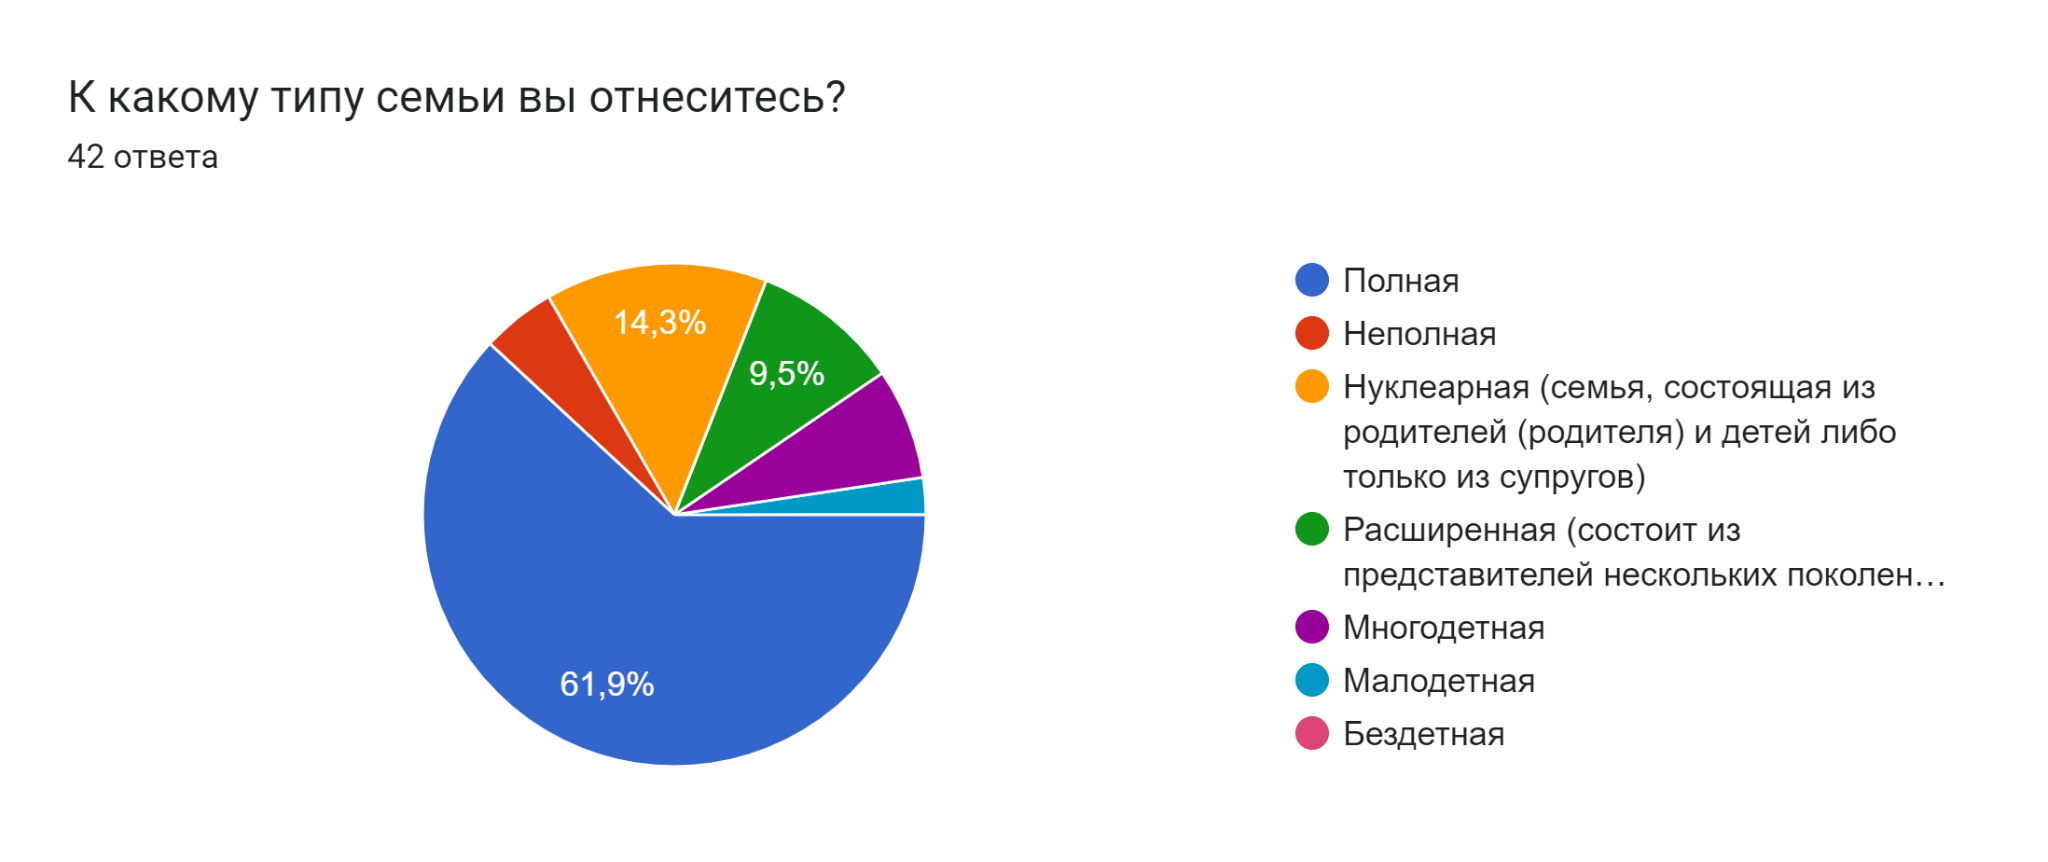 К какому типу семьи вы отнеситесь?
42 ответа
14,3%
9,5%
61,9%
Полная
Неполная
Нуклеарная (семья, состоящая из
родителей (родителя) и детей либо
только из супругов)
Расширенная (состоит из
представителей нескольких поколен…
Многодетная
Малодетная
Бездетная